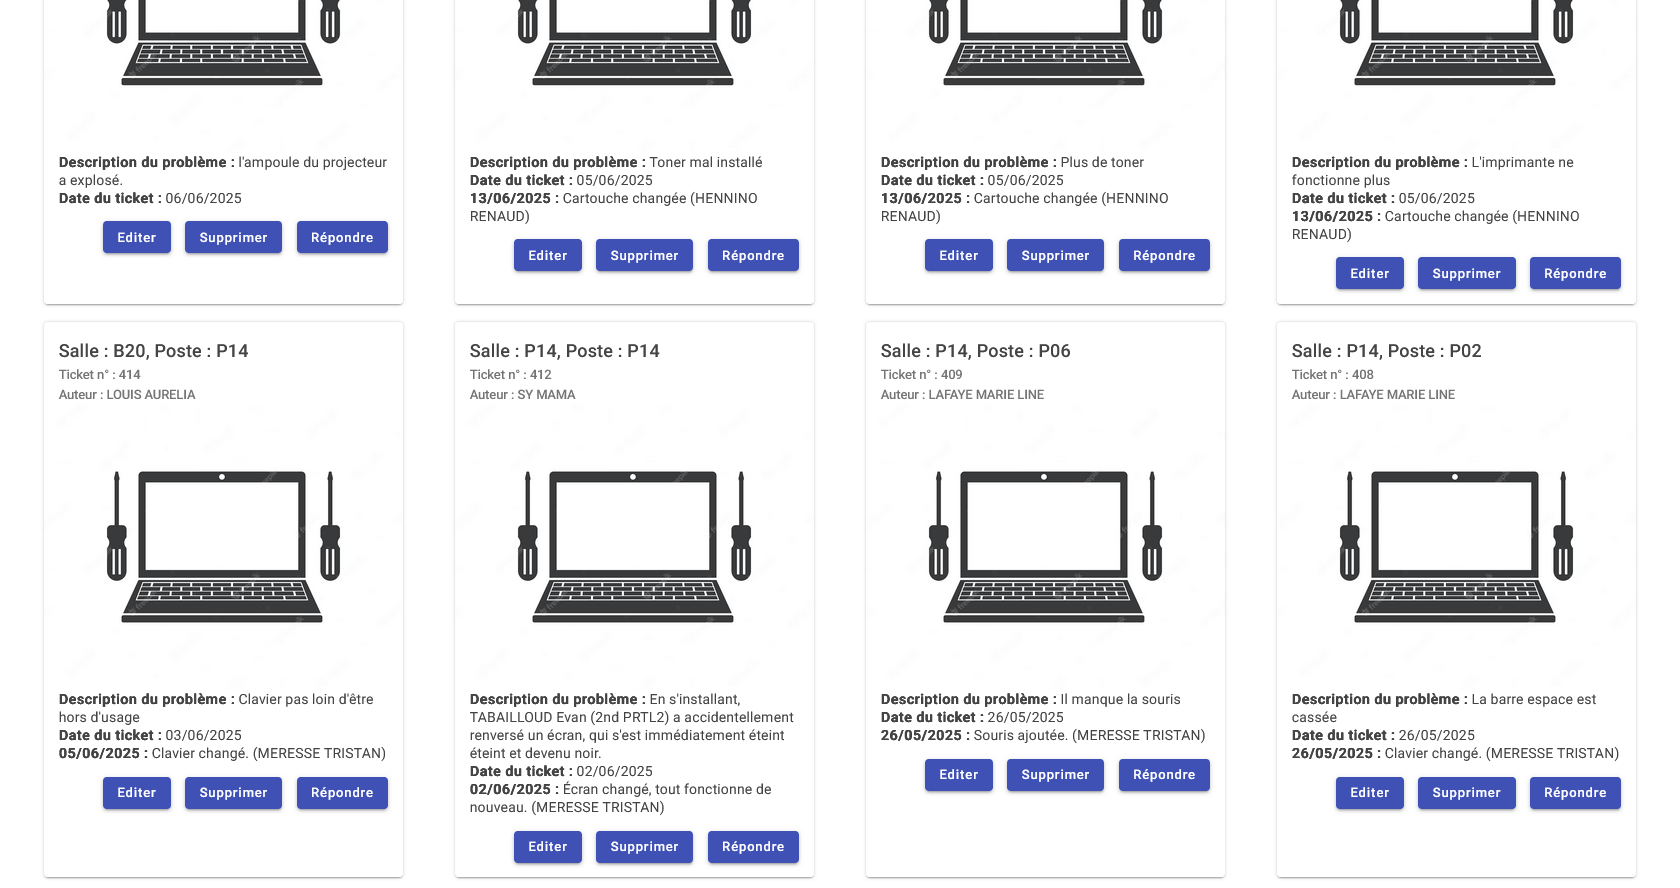 Description du problème : l'ampoule du projecteur
a explosé.
Date du ticket : 06/06/2025
Editer Supprimer Répondre
Description du problème : Toner mal installé
Date du ticket : 05/06/2025
13/06/2025 : Cartouche changée (HENNINO
RENAUD)
Editer Supprimer Répondre
Description du problème : Plus de toner
Date du ticket : 05/06/2025
13/06/2025 : Cartouche changée (HENNINO
RENAUD)
Editer Supprimer Répondre
Description du problème : L'imprimante ne
fonctionne plus
Date du ticket : 05/06/2025
13/06/2025 : Cartouche changée (HENNINO
RENAUD)
Editer Supprimer Répondre
Salle : B20, Poste : P14
Ticket n° : 414
Auteur : LOUIS AURELIA
Description du problème : Clavier pas loin d'être
hors d'usage
Date du ticket : 03/06/2025
05/06/2025 : Clavier changé. (MERESSE TRISTAN)
Editer Supprimer Répondre
Salle : P14, Poste : P14
Ticket n° : 412
Auteur : SY MAMA
Description du problème : En s'installant,
TABAILLOUD Evan (2nd PRTL2) a accidentellement
renversé un écran, qui s'est immédiatement éteint
éteint et devenu noir.
Date du ticket : 02/06/2025
02/06/2025 : Écran changé, tout fonctionne de
nouveau. (MERESSE TRISTAN)
Editer Supprimer Répondre
Salle : P14, Poste : P06
Ticket n° : 409
Auteur : LAFAYE MARIE LINE
Description du problème : Il manque la souris
Date du ticket : 26/05/2025
26/05/2025 : Souris ajoutée. (MERESSE TRISTAN)
Editer Supprimer Répondre
Salle : P14, Poste : P02
Ticket n° : 408
Auteur : LAFAYE MARIE LINE
Description du problème : La barre espace est
cassée
Date du ticket : 26/05/2025
26/05/2025 : Clavier changé. (MERESSE TRISTAN)
Editer Supprimer Répondre